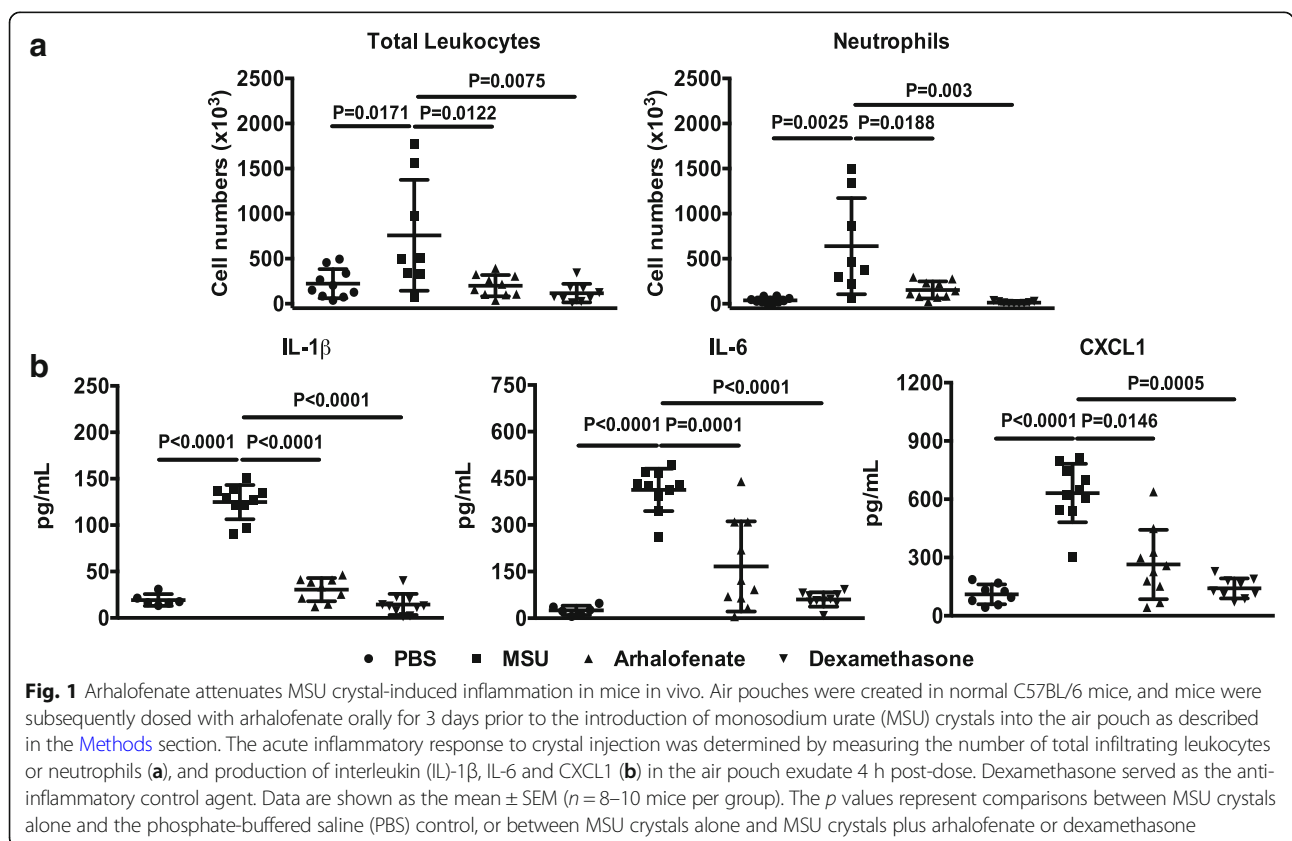 a
Total Leukocytes
Cell numbers (x10³)
2500
2000
1500
1000
500
0
P=0.0075
P=0.0171
P=0.0122
Neutrophils
Cell numbers (x10³)
2500
2000
1500
1000
500
0
P=0.003
P=0.0025
P=0.0188
b
IL-1β
pg/mL
250
200
150
100
50
0
P<0.0001
P<0.0001
P<0.0001
IL-6
pg/mL
750
600
450
300
150
0
P<0.0001
P<0.0001
P=0.0001
CXCL1
pg/mL
1200
900
600
300
0
P=0.0005
P<0.0001
P=0.0146
PBS MSU Arhalofenate Dexamethasone
Fig. 1 Arhalofenate attenuates MSU crystal-induced inflammation in mice in vivo. Air pouches were created in normal C57BL/6 mice, and mice were
subsequently dosed with arhalofenate orally for 3 days prior to the introduction of monosodium urate (MSU) crystals into the air pouch as described
in the Methods section. The acute inflammatory response to crystal injection was determined by measuring the number of total infiltrating leukocytes
or neutrophils (a), and production of interleukin (IL)-1β, IL-6 and CXCL1 (b) in the air pouch exudate 4 h post-dose. Dexamethasone served as the anti-
inflammatory control agent. Data are shown as the mean ± SEM (n = 8–10 mice per group). The p values represent comparisons between MSU crystals
alone and the phosphate-buffered saline (PBS) control, or between MSU crystals alone and MSU crystals plus arhalofenate or dexamethasone